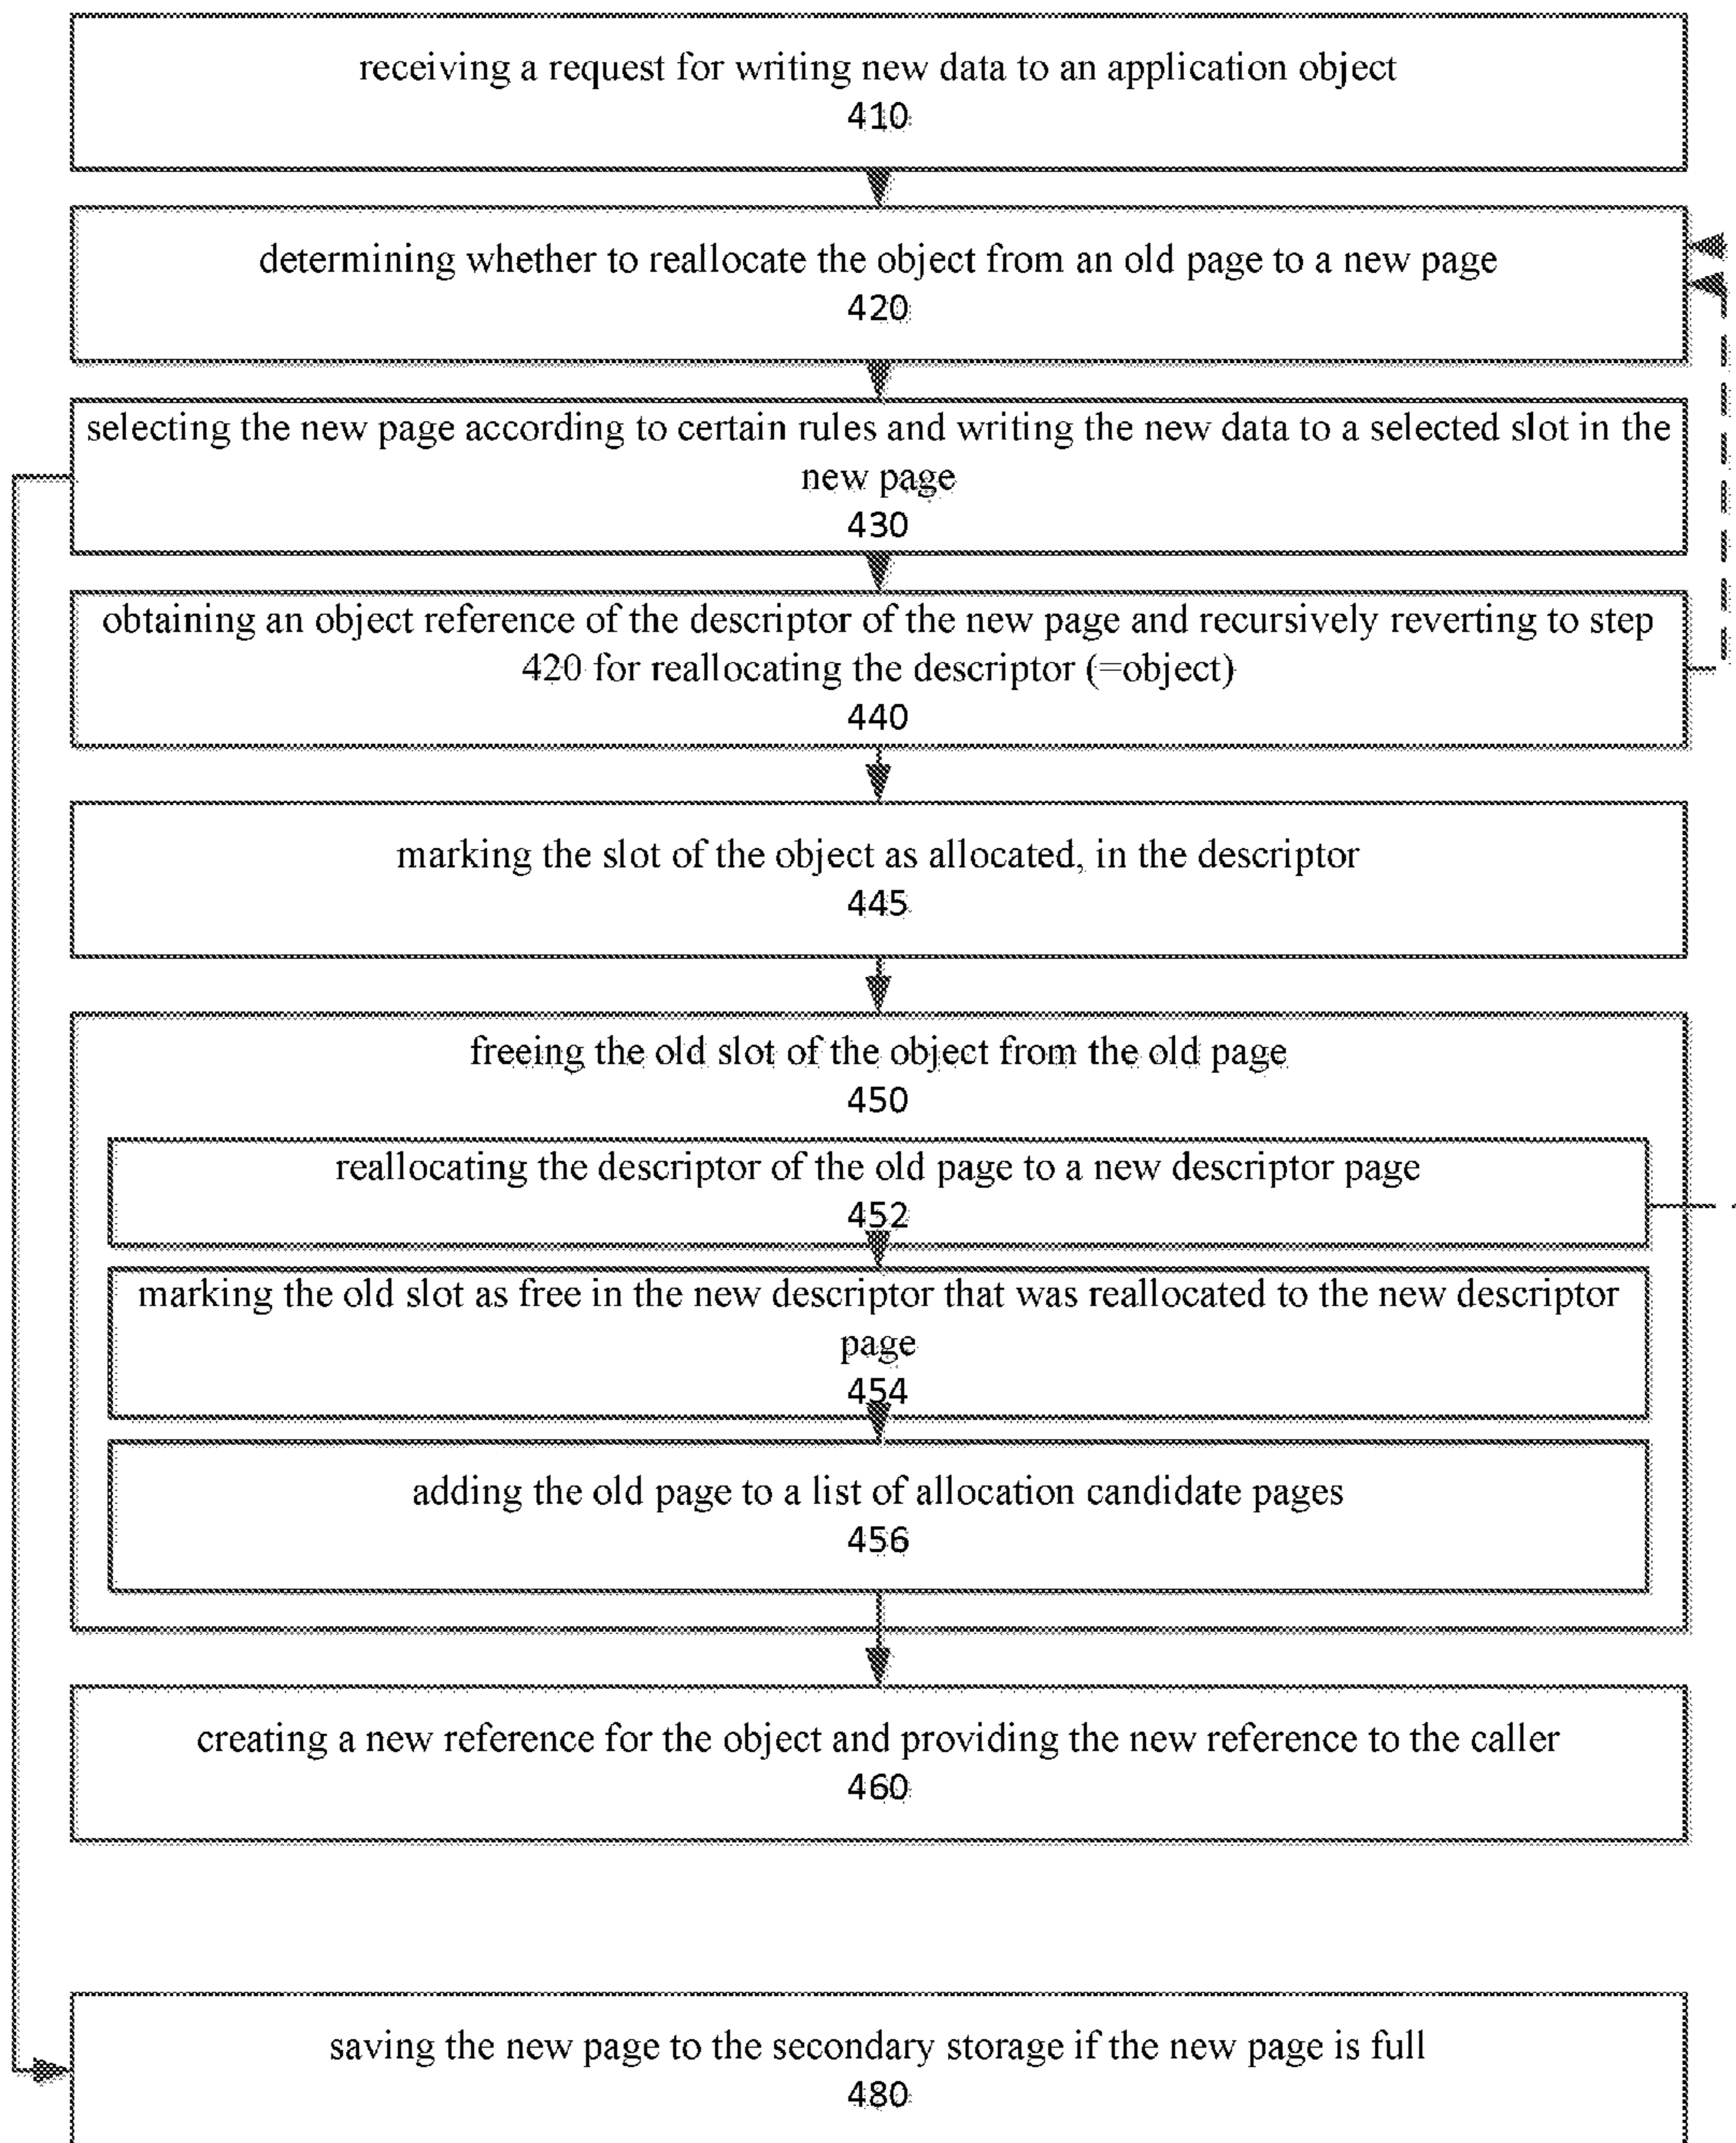 receiving a request for writing new data to an application object
410
determining whether to reallocate the object from an old page to a new page
420
selecting the new page according to certain rules and writing the new data to a selected slot in the
new page
430
obtaining an object reference of the descriptor of the new page and recursively reverting to step
420 for reallocating the descriptor (=object)
440
marking the slot of the object as allocated, in the descriptor
445
freeing the old slot of the object from the old page
450
reallocating the descriptor of the old page to a new descriptor page
452
marking the old slot as free in the new descriptor that was reallocated to the new descriptor
page
454
adding the old page to a list of allocation candidate pages
456
creating a new reference for the object and providing the new reference to the caller
460
saving the new page to the secondary storage if the new page is full
480